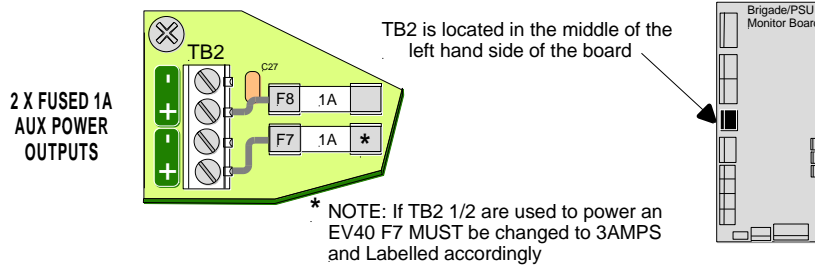 2 X FUSED 1A
AUX POWER
OUTPUTS
TB2
- + - +
C27
F8 1A
F7 1A *
TB2 is located in the middle of the
left hand side of the board
Brigade/PSU
Monitor Board
* NOTE: If TB2 1/2 are used to power an
EV40 F7 MUST be changed to 3AMPS
and Labelled accordingly